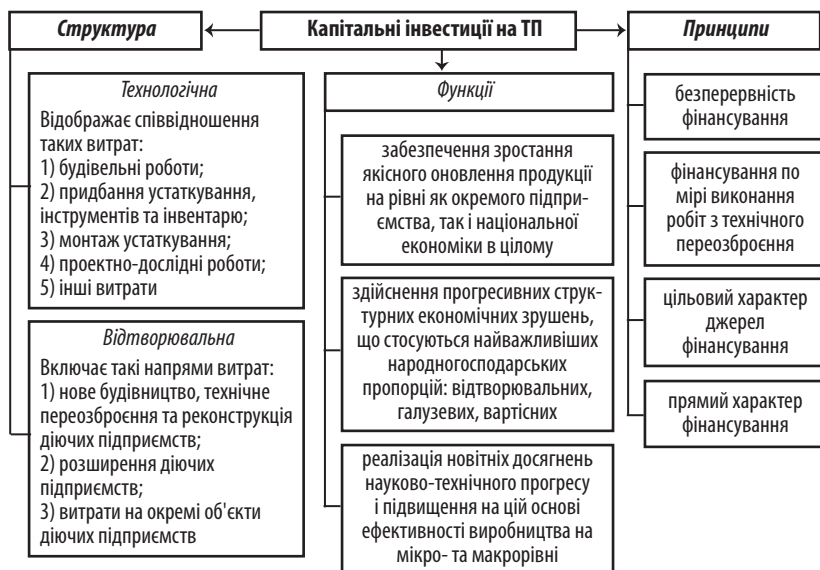 Структура
Капітальні інвестиції на ТП
Принципи
Технологічна
Відображає співвідношення
таких витрат:
1) будівельні роботи;
2) придбання устаткування,
інструментів та інвентарю;
3) монтаж устаткування;
4) проектно-дослідні роботи;
5) інші витрати
Відтворювальна
Включає такі напрями витрат:
1) нове будівництво, технічне
переозброєння та реконструкція
діючих підприємств;
2) розширення діючих
підприємств;
3) витрати на окремі об'єкти
діючих підприємств
Функції
забезпечення зростання
якісного оновлення продукції
на рівні як окремого підпри-
ємства, так і національної
економіки в цілому
здійснення прогресивних струк-
турних економічних зрушень,
що стосуються найважливіших
народногосподарських
пропорцій: відтворювальних,
галузевих, вартісних
реалізація новітніх досягнень
науково-технічного прогресу
і підвищення на цій основі
ефективності виробництва на
мікро- та макрорівні
безперервність
фінансування
фінансування по
мірі виконання
робіт з технічного
переозброєння
цільовий характер
джерел
фінансування
прямий характер
фінансування